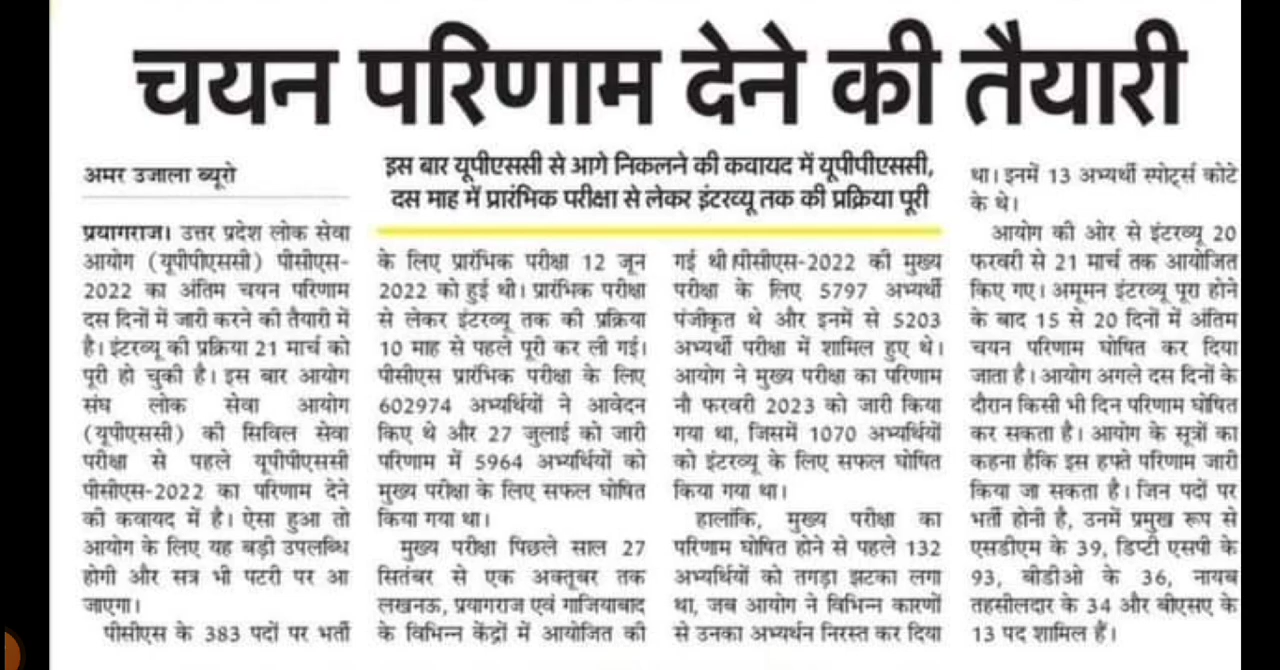 चयन परिणाम देने की तैयारी
अमर उजाला ब्यूरो
इस बार यूपीएससी से आगे निकलने की कवायद में यूपीपीएससी,
दस माह में प्रारंभिक परीक्षा से लेकर इंटरव्यू तक की प्रक्रिया पूरी
प्रयागराज। उत्तर प्रदेश लोक सेवा
आयोग (यूपीपीएससी) पीसीएस-
2022 का अंतिम चयन परिणाम
दस दिनों में जारी करने की तैयारी में
है। इंटरव्यू की प्रक्रिया 21 मार्च को
पूरी हो चुकी है। इस बार आयोग
संघ लोक सेवा आयोग
(यूपीएससी) की सिविल सेवा
परीक्षा से पहले यूपीपीएससी
पीसीएस-2022 का परिणाम देने
की कवायद में है। ऐसा हुआ तो
आयोग के लिए यह बड़ी उपलब्धि
होगी और सत्र भी पटरी पर आ
जाएगा।
पीसीएस के 383 पदों पर भर्ती
के लिए प्रारंभिक परीक्षा 12 जून
2022 को हुई थी। प्रारंभिक परीक्षा
से लेकर इंटरव्यू तक की प्रक्रिया
10 माह से पहले पूरी कर ली गई।
पीसीएस प्रारंभिक परीक्षा के लिए
602974 अभ्यर्थियों ने आवेदन
किए थे और 27 जुलाई को जारी
परिणाम में 5964 अभ्यर्थियों को
मुख्य परीक्षा के लिए सफल घोषित
किया गया था।
मुख्य परीक्षा पिछले साल 27
सितंबर से एक अक्तूबर तक
लखनऊ, प्रयागराज एवं गाजियाबाद
के विभिन्न केंद्रों में आयोजित की
गई थी।पीसीएस-2022 की मुख्य
परीक्षा के लिए 5797 अभ्यर्थी
पंजीकृत थे और इनमें से 5203
अभ्यर्थी परीक्षा में शामिल हुए थे।
आयोग ने मुख्य परीक्षा का परिणाम
नौ फरवरी 2023 को जारी किया
गया था, जिसमें 1070 अभ्यर्थियों
को इंटरव्यू के लिए सफल घोषित
किया गया था।
हालांकि, मुख्य परीक्षा का
परिणाम घोषित होने से पहले 132
अभ्यर्थियों को तगड़ा झटका लगा
था, जब आयोग ने विभिन्न कारणों
से उनका अभ्यर्थन निरस्त कर दिया
था। इनमें 13 अभ्यर्थी स्पोर्ट्स कोटे
के थे।
आयोग की ओर से इंटरव्यू 20
फरवरी से 21 मार्च तक आयोजित
किए गए। अमूमन इंटरव्यू पूरा होने
के बाद 15 से 20 दिनों में अंतिम
चयन परिणाम घोषित कर दिया
जाता है। आयोग अगले दस दिनों के
दौरान किसी भी दिन परिणाम घोषित
कर सकता है। आयोग के सूत्रों का
कहना हैकि इस हफ्ते परिणाम जारी
किया जा सकता है। जिन पदों पर
भर्ती होनी है, उनमें प्रमुख रूप से
एसडीएम के 39, डिप्टी एसपी के
93, बीडीओ के 36, नायब
तहसीलदार के 34 और बीएसए के
13 पद शामिल हैं।